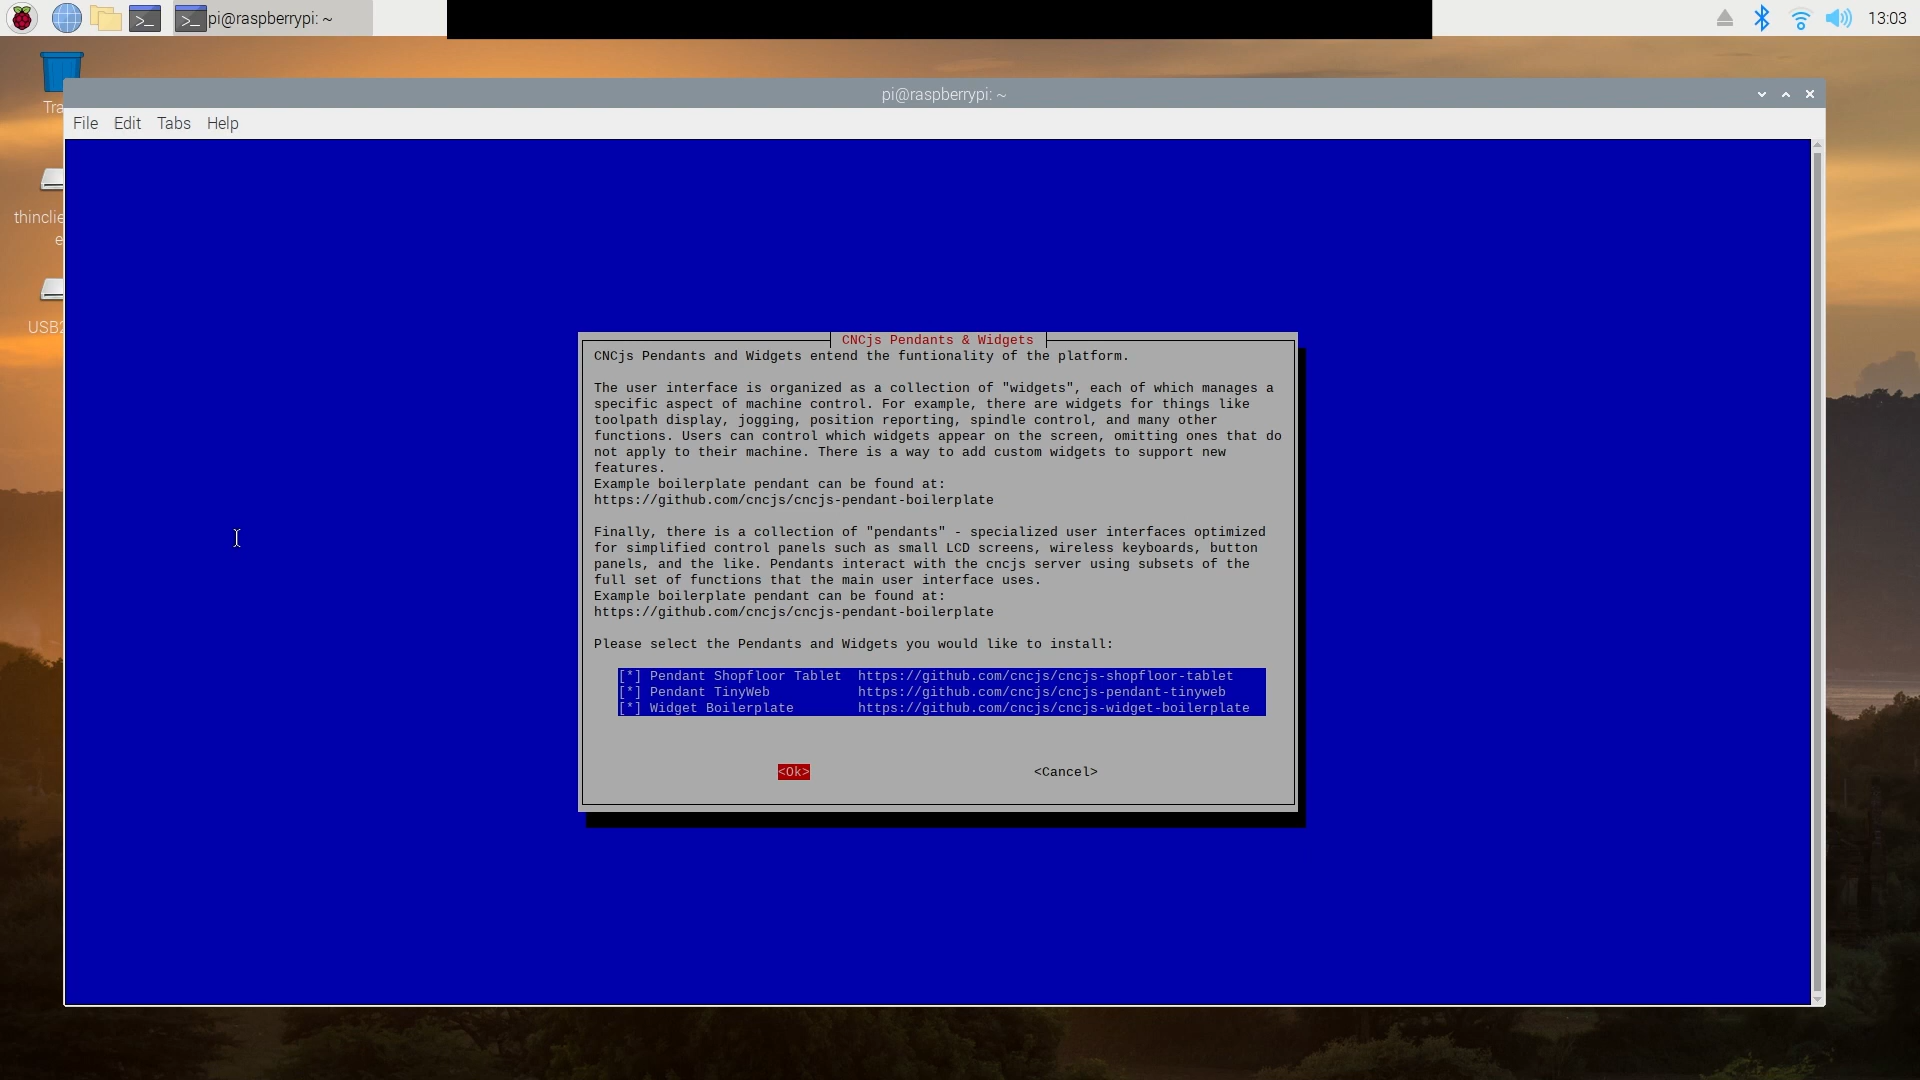 pi@raspberrypi: ~
13:03
Tra
pi@raspberrypi: ~
File Edit Tabs Help
thinclie
e
USB2
CNCjs Pendants & Widgets
CNCjs Pendants and Widgets entend the funtionality of the platform.
The user interface is organized as a collection of "widgets", each of which manages a
specific aspect of machine control. For example, there are widgets for things like
toolpath display, jogging, position reporting, spindle control, and many other
functions. Users can control which widgets appear on the screen, omitting ones that do
not apply to their machine. There is a way to add custom widgets to support new
features.
Example boilerplate pendant can be found at:
https://github.com/cncjs/cncjs-pendant-boilerplate
Finally, there is a collection of "pendants" - specialized user interfaces optimized
for simplified control panels such as small LCD screens, wireless keyboards, button
panels, and the like. Pendants interact with the cncjs server using subsets of the
full set of functions that the main user interface uses.
Example boilerplate pendant can be found at:
https://github.com/cncjs/cncjs-pendant-boilerplate
Please select the Pendants and Widgets you would like to install:
[*] Pendant Shopfloor Tablet https://github.com/cncjs/cncjs-shopfloor-tablet
[*] Pendant TinyWeb https://github.com/cncjs/cncjs-pendant-tinyweb
[*] Widget Boilerplate https://github.com/cncjs/cncjs-widget-boilerplate
<Ok> <Cancel>